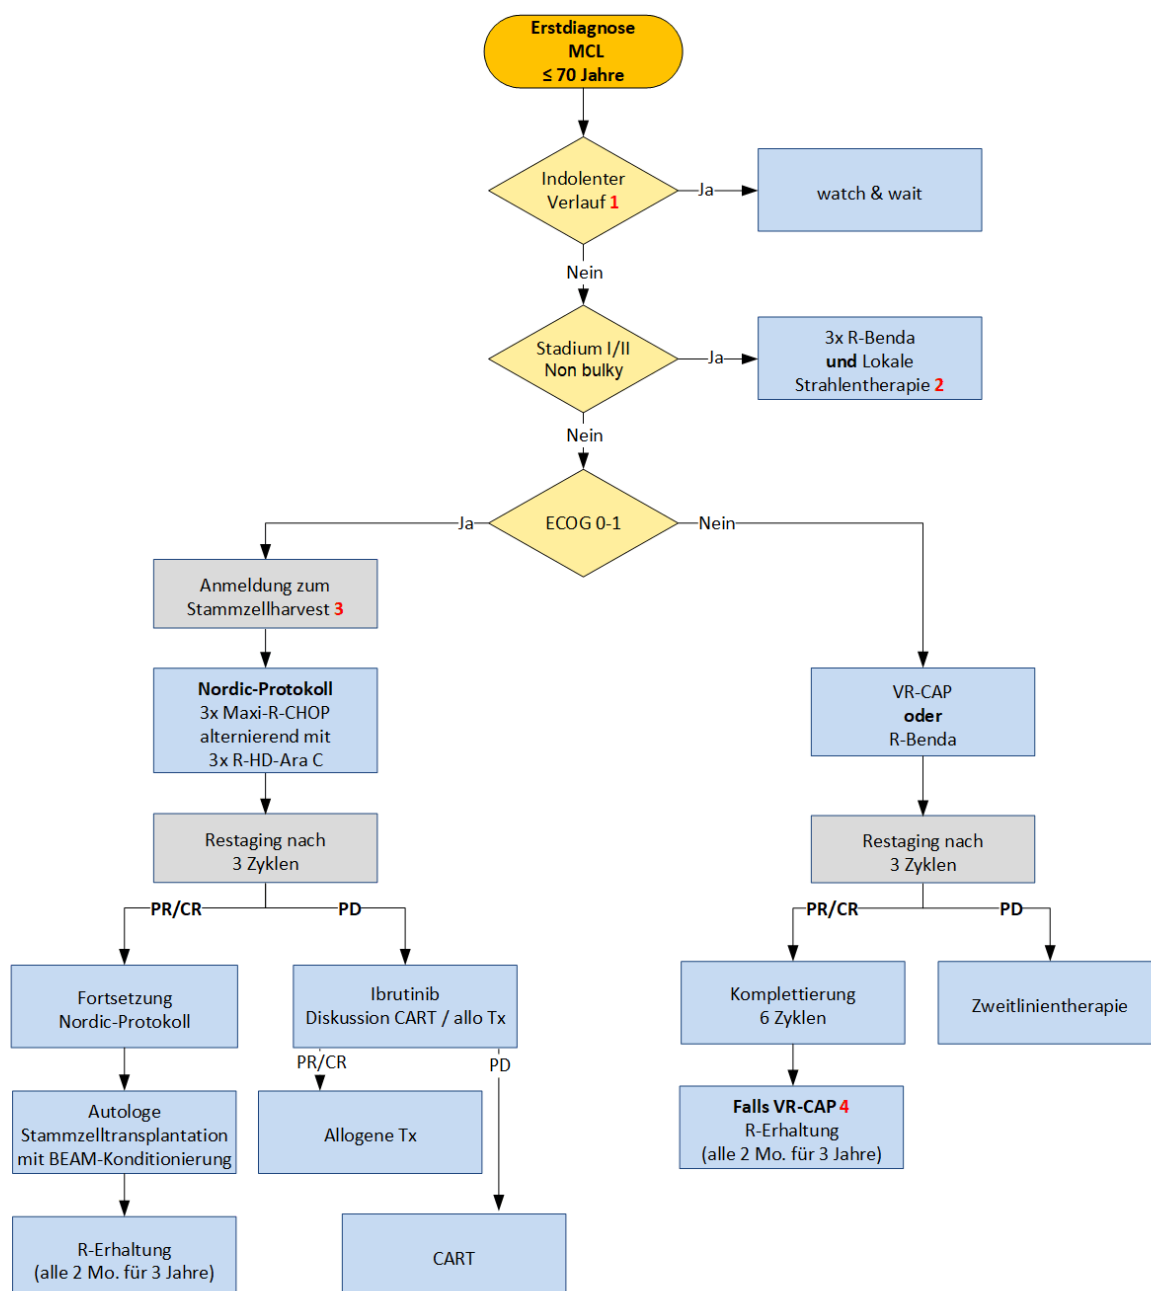 Erstdiagnose
MCL
≤ 70 Jahre
Indolenter
Verlauf 1
Ja
watch & wait
Nein
Stadium I/II
Non bulky
Ja
3x R-Benda
und Lokale
Strahlentherapie 2
Nein
ECOG 0-1
Ja
Nein
Anmeldung zum
Stammzellharvest 3
Nordic-Protokoll
3x Maxi-R-CHOP
alternierend mit
3x R-HD-Ara C
VR-CAP
oder
R-Benda
Restaging nach
3 Zyklen
Restaging nach
3 Zyklen
PR/CR
PD
PR/CR
PD
Fortsetzung
Nordic-Protokoll
Ibrutinib
Diskussion CART / allo Tx
Komplettierung
6 Zyklen
Zweitlinientherapie
PR/CR
PD
Autologe
Stammzelltransplantation
mit BEAM-Konditionierung
Allogene Tx
Falls VR-CAP 4
R-Erhaltung
(alle 2 Mo. für 3 Jahre)
R-Erhaltung
(alle 2 Mo. für 3 Jahre)
CART